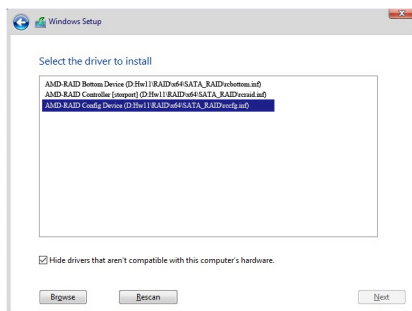 Windows Setup
Select the driver to install
AMD-RAID Bottom Device (D:Hw11\RAID\x64\SATA_RAID\rcbottom.inf)
AMD-RAID Controller [storport] (D:Hw11\RAID\x64\SATA_RAID\rcraid.inf)
AMD-RAID Config Device (D:Hw11\RAID\x64\SATA_RAID\rccfg.inf)
Hide drivers that aren't compatible with this computer's hardware.
Browse Rescan Next